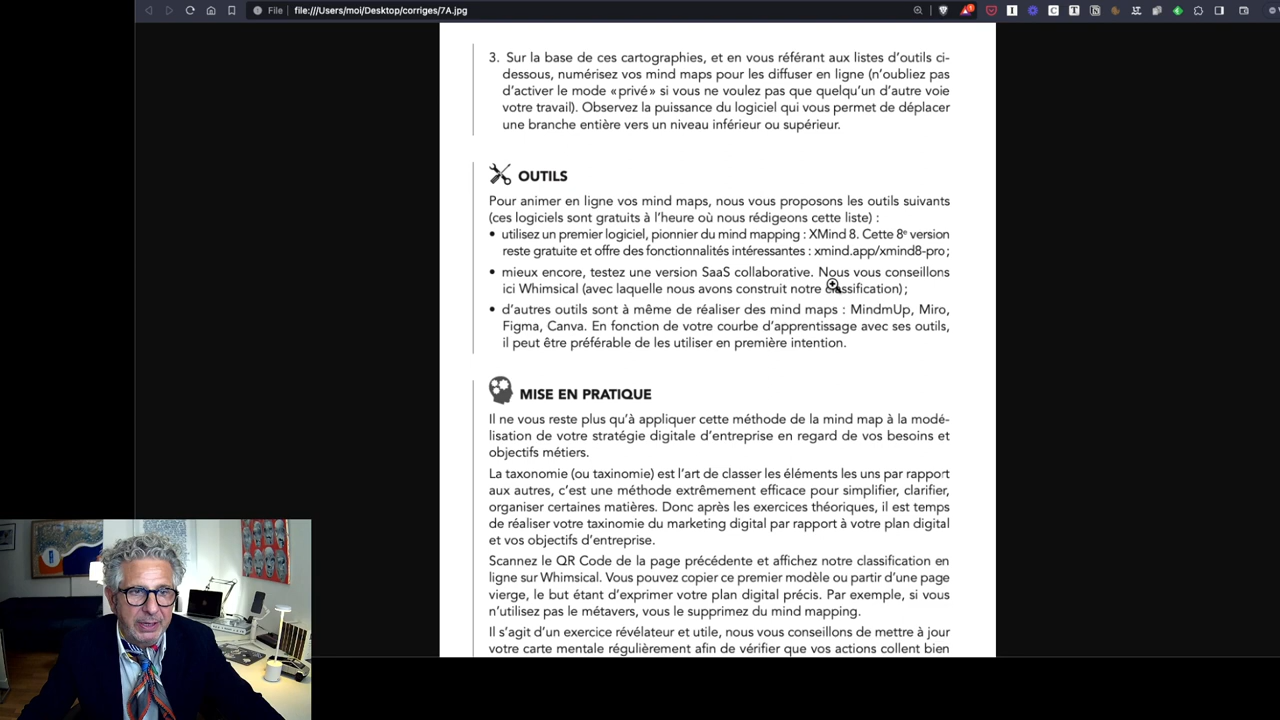 File
file:///Users/moi/Desktop/corriges/7A.jpg
3. Sur la base de ces cartographies, et en vous référant aux listes d'outils ci-
dessous, numérisez vos mind maps pour les diffuser en ligne (n'oubliez pas
d'activer le mode «privé» si vous ne voulez pas que quelqu'un d'autre voie
votre travail). Observez la puissance du logiciel qui vous permet de déplacer
une branche entière vers un niveau inférieur ou supérieur.
OUTILS
Pour animer en ligne vos mind maps, nous vous proposons les outils suivants
(ces logiciels sont gratuits à l'heure où nous rédigeons cette liste) :
• utilisez un premier logiciel, pionnier du mind mapping : XMind 8. Cette 8e version
reste gratuite et offre des fonctionnalités intéressantes : xmind.app/xmind8-pro;
• mieux encore, testez une version SaaS collaborative. Nous vous conseillons
ici Whimsical (avec laquelle nous avons construit notre classification);
• d'autres outils sont à même de réaliser des mind maps : MindmUp, Miro,
Figma, Canva. En fonction de votre courbe d'apprentissage avec ses outils,
il peut être préférable de les utiliser en première intention.
MISE EN PRATIQUE
Il ne vous reste plus qu'à appliquer cette méthode de la mind map à la modé-
lisation de votre stratégie digitale d'entreprise en regard de vos besoins et
objectifs métiers.
La taxonomie (ou taxinomie) est l'art de classer les éléments les uns par rapport
aux autres, c'est une méthode extrêmement efficace pour simplifier, clarifier,
organiser certaines matières. Donc après les exercices théoriques, il est temps
de réaliser votre taxinomie du marketing digital par rapport à votre plan digital
et vos objectifs d'entreprise.
Scannez le QR Code de la page précédente et affichez notre classification en
ligne sur Whimsical. Vous pouvez copier ce premier modèle ou partir d'une page
vierge, le but étant d'exprimer votre plan digital précis. Par exemple, si vous
n'utilisez pas le métavers, vous le supprimez du mind mapping.
Il s'agit d'un exercice révélateur et utile, nous vous conseillons de mettre à jour
votre carte mentale régulièrement afin de vérifier que vos actions collent bien